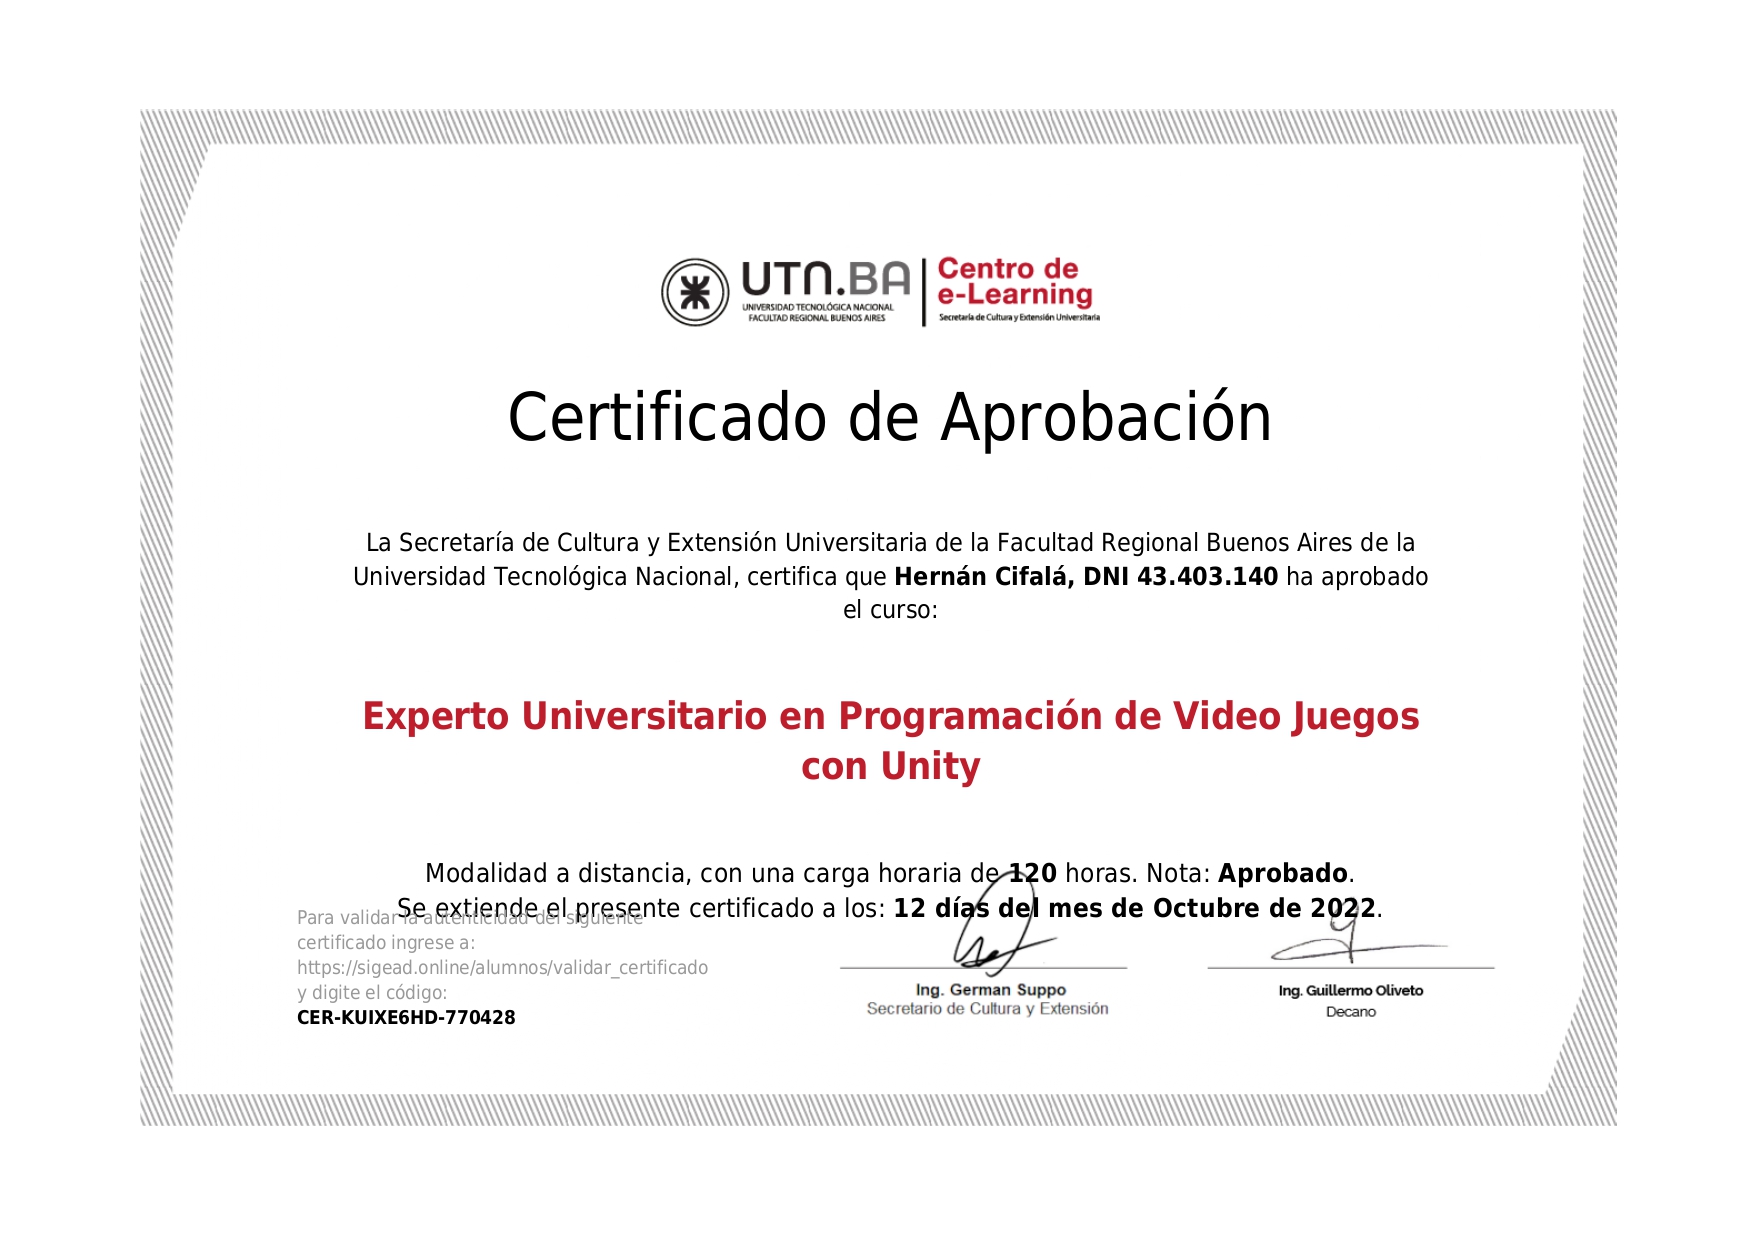 UTN.BA
UNIVERSIDAD TECNOLÓGICA NACIONAL
FACULTAD REGIONAL BUENOS AIRES
Centro de
e-Learning
Secretaría de Cultura y Extensión Universitaria
Certificado de Aprobación
La Secretaría de Cultura y Extensión Universitaria de la Facultad Regional Buenos Aires de la
Universidad Tecnológica Nacional, certifica que Hernán Cifalá, DNI 43.403.140 ha aprobado
el curso:
Experto Universitario en Programación de Video Juegos
con Unity
Modalidad a distancia, con una carga horaria de 120 horas. Nota: Aprobado.
Se extiende el presente certificado a los: 12 días del mes de Octubre de 2022.
Para validar la autenticidad del siguiente
certificado ingrese a:
https://sigead.online/alumnos/validar_certificado
y digite el código:
CER-KUIXE6HD-770428
Ing. German Suppo
Secretario de Cultura y Extensión
Ing. Guillermo Oliveto
Decano